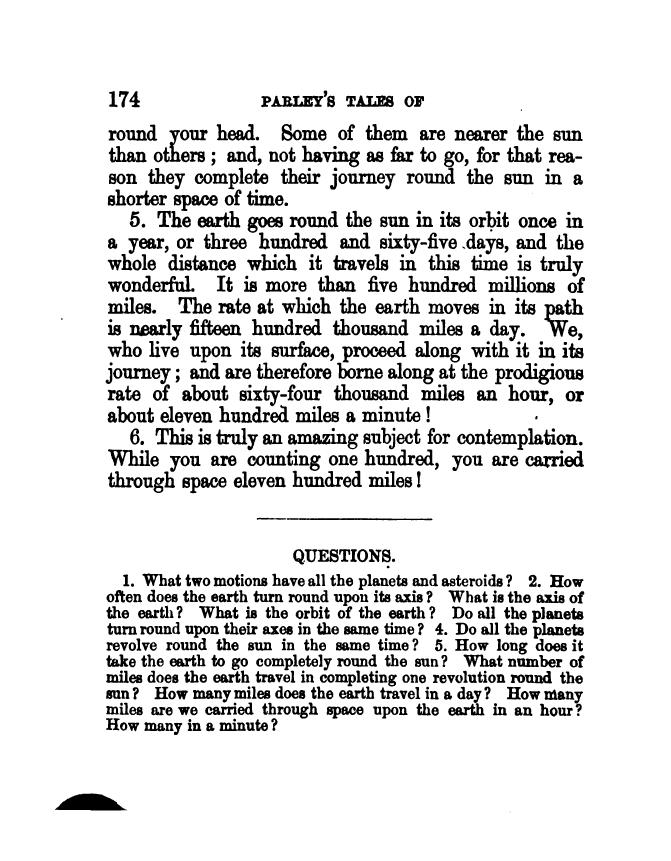 174 PARLEY'S TALES OF
round your head. Some of them are nearer the sun
than others; and, not having as far to go, for that rea-
son they complete their journey round the sun in a
shorter space of time.
5. The earth goes round the sun in its orbit once in
a year, or three hundred and sixty-five days, and the
whole distance which it travels in this time is truly
wonderful. It is more than five hundred millions of
miles. The rate at which the earth moves in its path
is nearly fifteen hundred thousand miles a day. We,
who live upon its surface, proceed along with it in its
journey; and are therefore borne along at the prodigious
rate of about sixty-four thousand miles an hour, or
about eleven hundred miles a minute!
6. This is truly an amazing subject for contemplation.
While you are counting one hundred, you are carried
through space eleven hundred miles!
QUESTIONS.
1. What two motions have all the planets and asteroids? 2. How
often does the earth turn round upon its axis? What is the axis of
the earth? What is the orbit of the earth? Do all the planets
turn round upon their axes in the same time? 4. Do all the planets
revolve round the sun in the same time? 5. How long does it
take the earth to go completely round the sun? What number of
miles does the earth travel in completing one revolution round the
sun? How many miles does the earth travel in a day? How many
miles are we carried through space upon the earth in an hour?
How many in a minute?